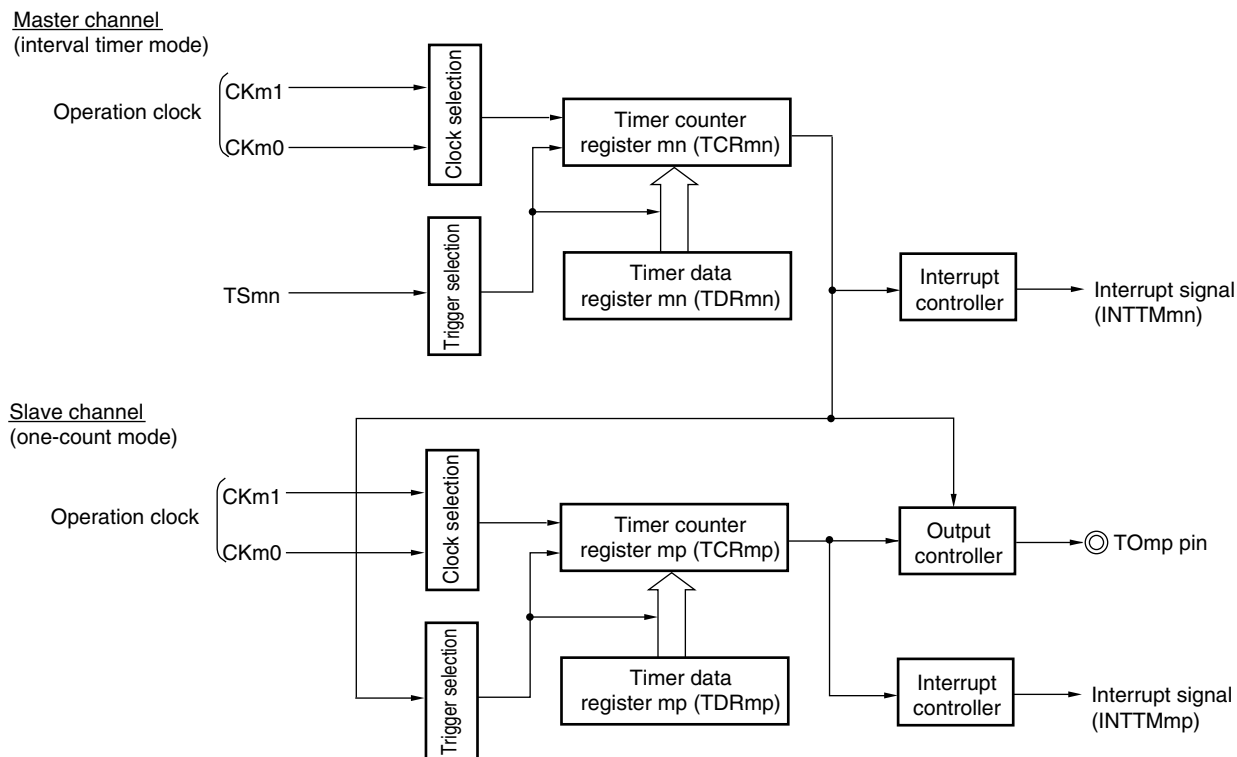 Master channel
(interval timer mode)
Operation clock
CKm1
CKm0
Clock selection
Timer counter
register mn (TCRmn)
TSmn
Trigger selection
Timer data
register mn (TDRmn)
Interrupt
controller
Interrupt signal
(INTTMmn)
Slave channel
(one-count mode)
Operation clock
CKm1
CKm0
Clock selection
Timer counter
register mp (TCRmp)
Output
controller
TOmp pin
Trigger selection
Timer data
register mp (TDRmp)
Interrupt
controller
Interrupt signal
(INTTMmp)